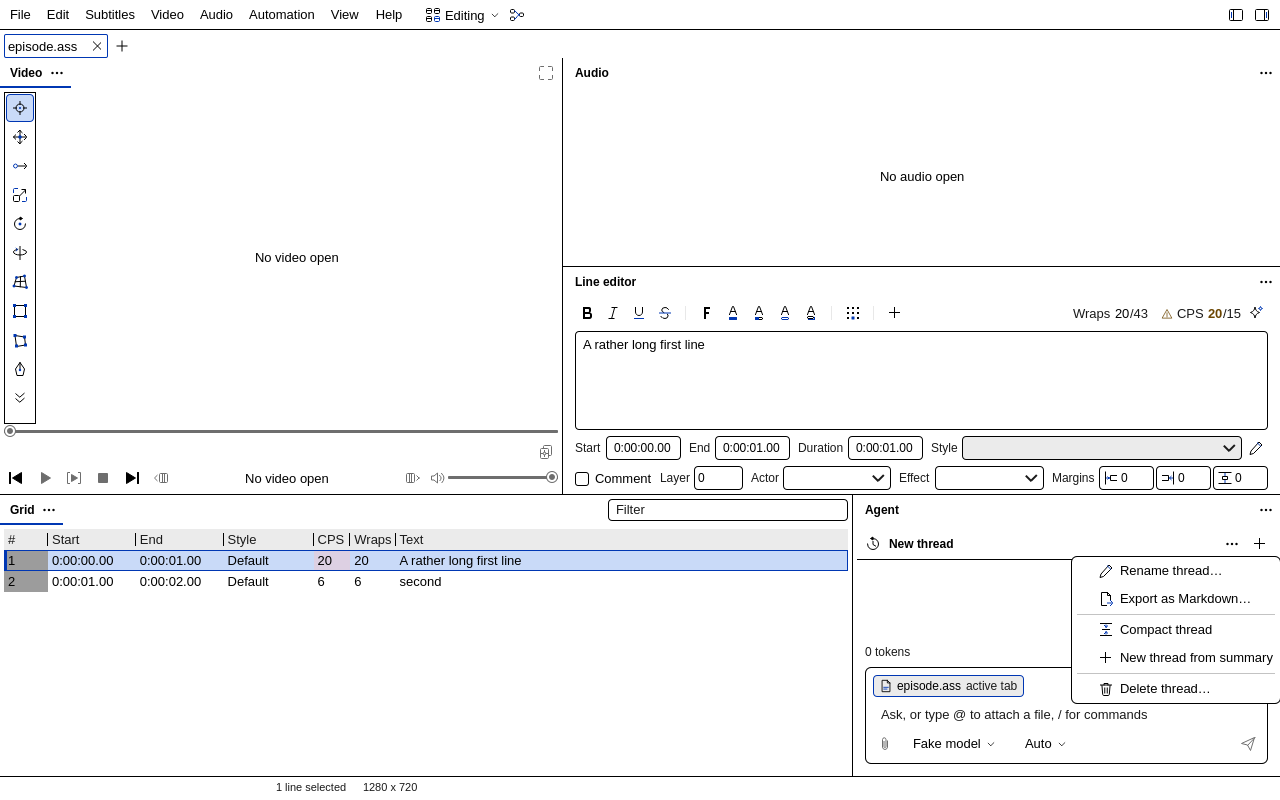 File Edit Subtitles Video Audio Automation View Help Editing
episode.ass
Video
Audio
No video open
No audio open
Line editor
Wraps 20/43 CPS 20/15
A rather long first line
Start 0:00:00.00 End 0:00:01.00 Duration 0:00:01.00 Style
No video open
Comment Layer 0 Actor Effect Margins 0 0 0
Grid Filter
# Start End Style CPS Wraps Text
1 0:00:00.00 0:00:01.00 Default 20 20 A rather long first line
2 0:00:01.00 0:00:02.00 Default 6 6 second
Agent
New thread
Rename thread…
Export as Markdown…
Compact thread
New thread from summary
Delete thread…
0 tokens
episode.ass active tab
Ask, or type @ to attach a file, / for commands
Fake model Auto
1 line selected 1280 x 720